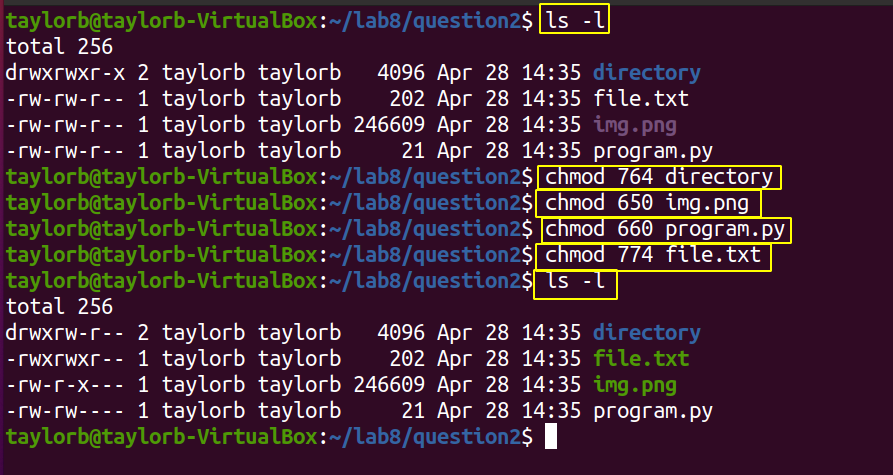 taylorb@taylorb-VirtualBox:~/lab8/question2$ ls -l
total 256
drwxrwxr-x 2 taylorb taylorb   4096 Apr 28 14:35 directory
-rw-rw-r-- 1 taylorb taylorb    202 Apr 28 14:35 file.txt
-rw-rw-r-- 1 taylorb taylorb 246609 Apr 28 14:35 img.png
-rw-rw-r-- 1 taylorb taylorb     21 Apr 28 14:35 program.py
taylorb@taylorb-VirtualBox:~/lab8/question2$ chmod 764 directory
taylorb@taylorb-VirtualBox:~/lab8/question2$ chmod 650 img.png
taylorb@taylorb-VirtualBox:~/lab8/question2$ chmod 660 program.py
taylorb@taylorb-VirtualBox:~/lab8/question2$ chmod 774 file.txt
taylorb@taylorb-VirtualBox:~/lab8/question2$ ls -l
total 256
drwxrw-r-- 2 taylorb taylorb   4096 Apr 28 14:35 directory
-rwxrwxr-- 1 taylorb taylorb    202 Apr 28 14:35 file.txt
-rw-r-x--- 1 taylorb taylorb 246609 Apr 28 14:35 img.png
-rw-rw---- 1 taylorb taylorb     21 Apr 28 14:35 program.py
taylorb@taylorb-VirtualBox:~/lab8/question2$